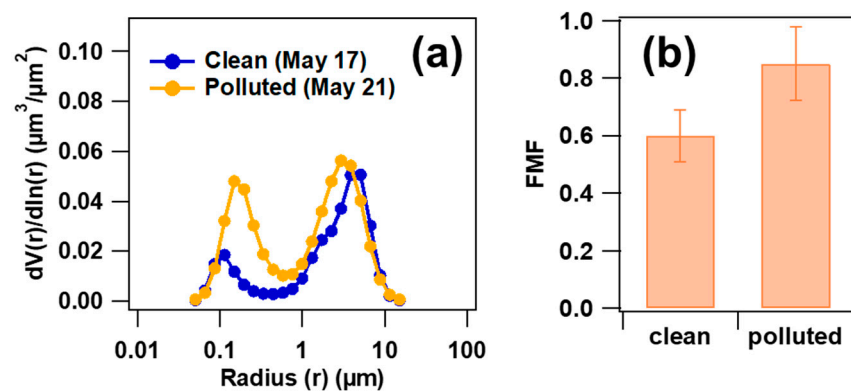 (a)
Clean (May 17)
Polluted (May 21)
dV(r)/dln(r) (µm³/µm²)
0.10
0.08
0.06
0.04
0.02
0.00
0.01
0.1
1
10
100
Radius (r) (µm)
(b)
FMF
1.0
0.8
0.6
0.4
0.2
0.0
clean
polluted